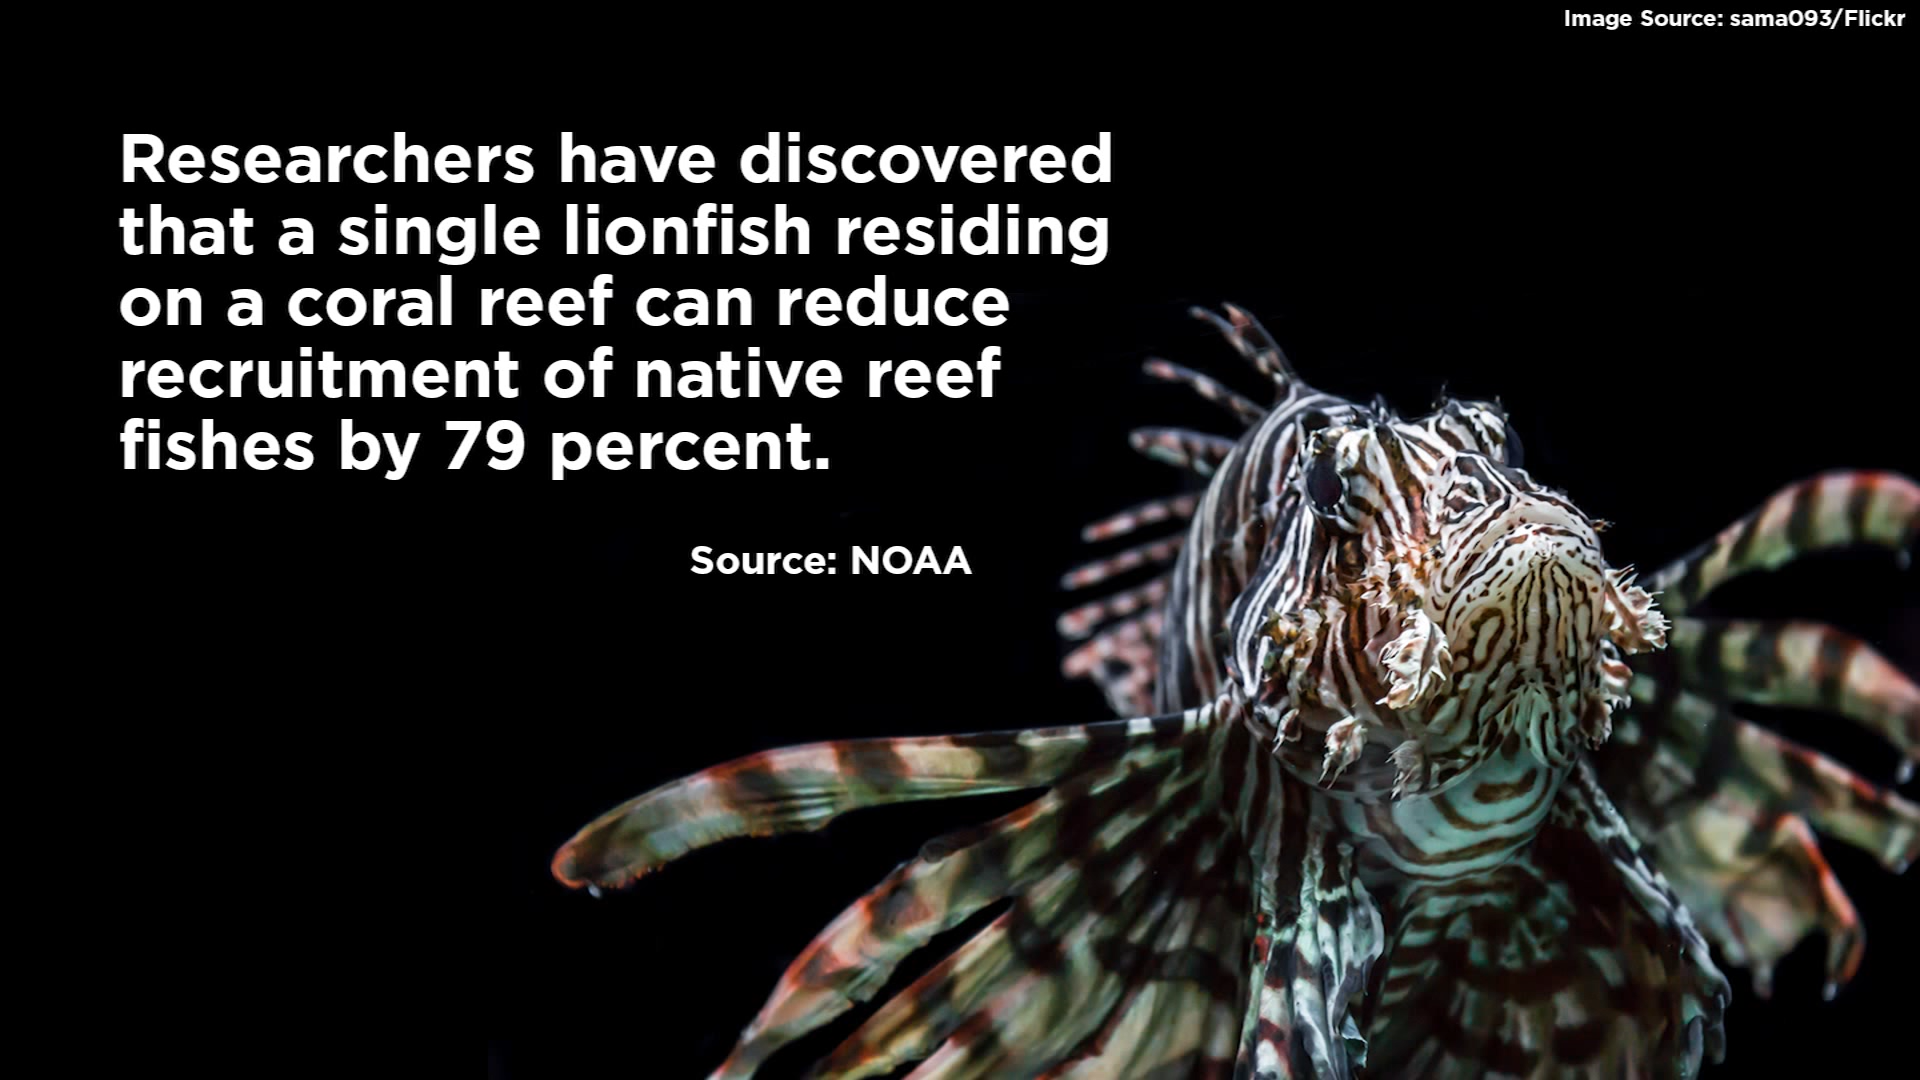 Image Source: sama093/Flickr
Researchers have discovered
that a single lionfish residing
on a coral reef can reduce
recruitment of native reef
fishes by 79 percent.
Source: NOAA